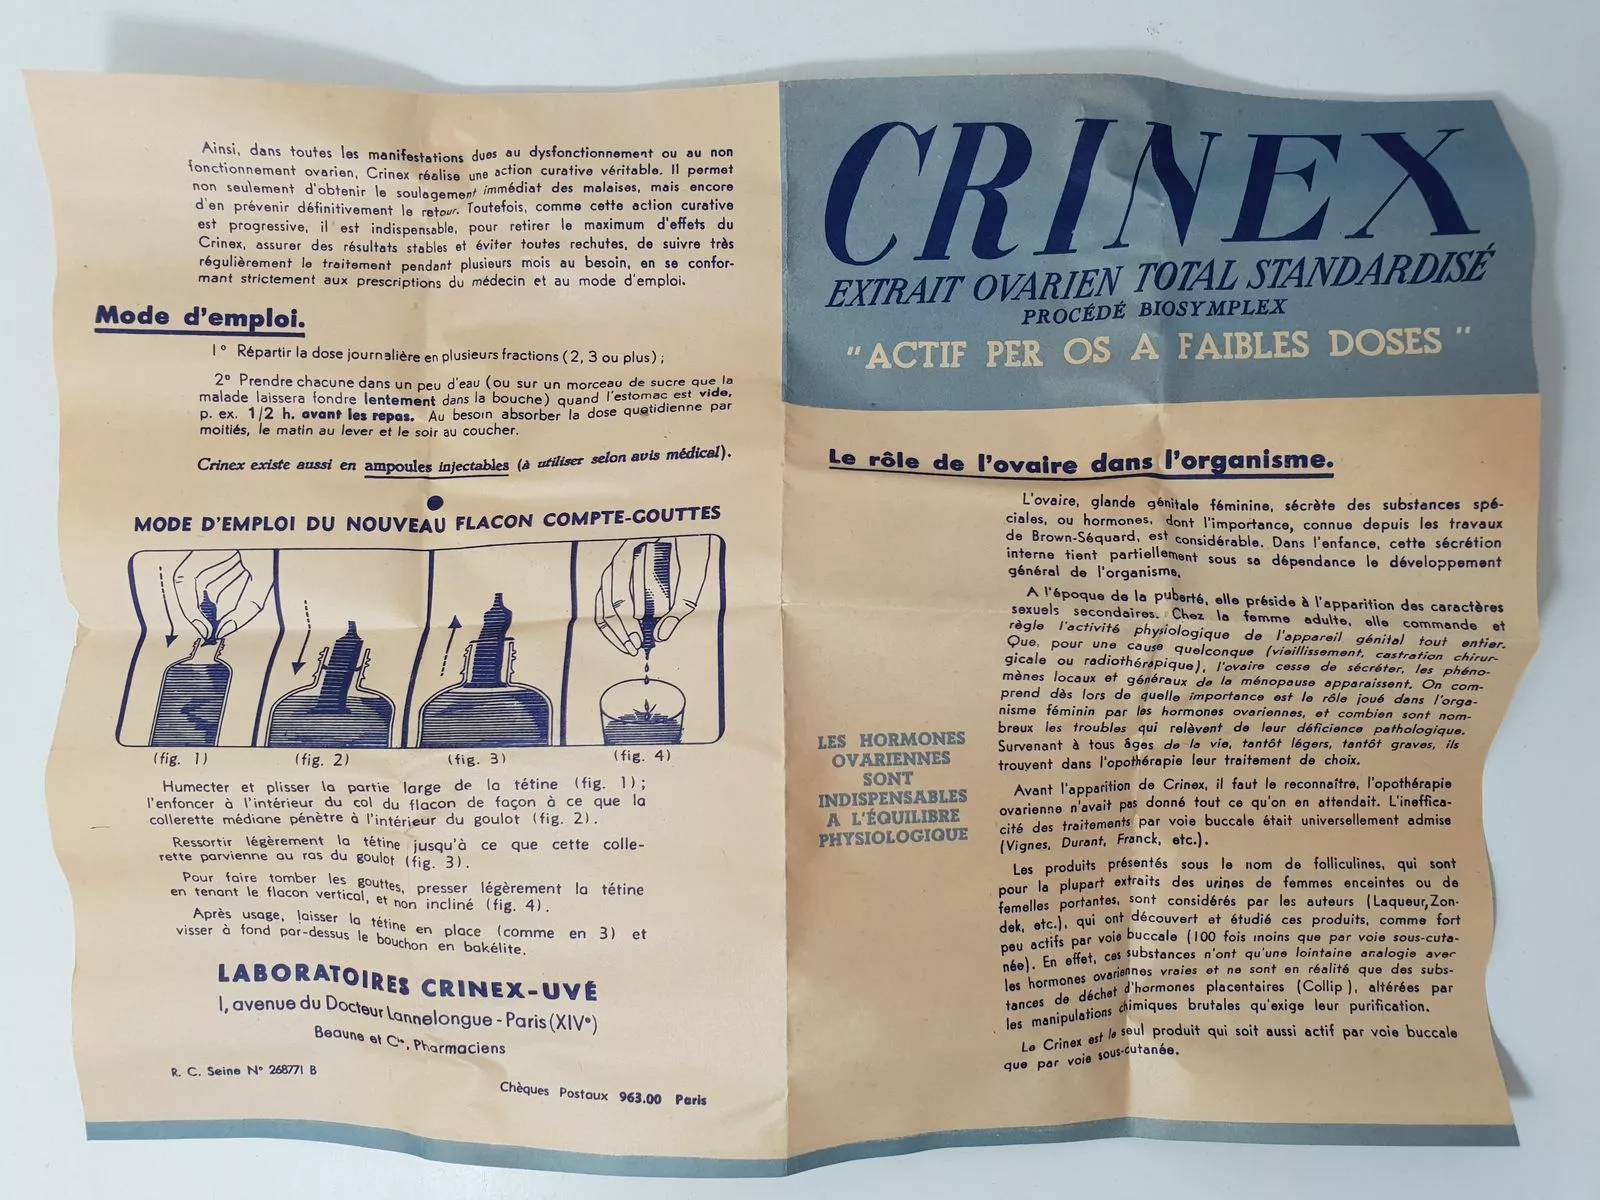 Ainsi, dans toutes les manifestations dues au dysfonctionnement ou au non
fonctionnement ovarien, Crinex réalise une action curative véritable. Il permet
non seulement d'obtenir le soulagement immédiat des malaises, mais encore
d'en prévenir définitivement le retour. Toutefois, comme cette action curative
est progressive, il est indispensable, pour retirer le maximum d'effets du
Crinex, assurer des résultats stables et éviter toutes rechutes, de suivre très
régulièrement le traitement pendant plusieurs mois au besoin, en se confor-
mant strictement aux prescriptions du médecin et au mode d'emploi.
Mode d'emploi.
1° Répartir la dose journalière en plusieurs fractions (2, 3 ou plus) ;
2° Prendre chacune dans un peu d'eau (ou sur un morceau de sucre que la
malade laissera fondre lentement dans la bouche) quand l'estomac est vide,
p. ex. 1/2 h. avant les repas. Au besoin absorber la dose quotidienne par
moitiés, le matin au lever et le soir au coucher.
Crinex existe aussi en ampoules injectables (à utiliser selon avis médical).
MODE D'EMPLOI DU NOUVEAU FLACON COMPTE-GOUTTES
(fig. 1) (fig. 2) (fig. 3) (fig. 4)
Humecter et plisser la partie large de la tétine (fig. 1) ;
l'enfoncer à l'intérieur du col du flacon de façon à ce que la
collerette médiane pénètre à l'intérieur du goulot (fig. 2).
Ressortir légèrement la tétine jusqu'à ce que cette colle-
rette parvienne au ras du goulot (fig. 3).
Pour faire tomber les gouttes, presser légèrement la tétine
en tenant le flacon vertical, et non incliné (fig. 4).
Après usage, laisser la tétine en place (comme en 3) et
visser à fond par-dessus le bouchon en bakélite.
LABORATOIRES CRINEX-UVÉ
1, avenue du Docteur Lannelongue - Paris (XIVe)
Beaune et Cie, Pharmaciens
R. C. Seine N° 268771 B
Chèques Postaux 963.00 Paris
CRINEX
EXTRAIT OVARIEN TOTAL STANDARDISÉ
PROCÉDÉ BIOSYMPLEX
"ACTIF PER OS A FAIBLES DOSES"
Le rôle de l'ovaire dans l'organisme.
L'ovaire, glande génitale féminine, sécrète des substances spé-
ciales, ou hormones, dont l'importance, connue depuis les travaux
de Brown-Séquard, est considérable. Dans l'enfance, cette sécrétion
interne tient partiellement sous sa dépendance le développement
général de l'organisme.
A l'époque de la puberté, elle préside à l'apparition des caractères
sexuels secondaires. Chez la femme adulte, elle commande et
règle l'activité physiologique de l'appareil génital tout entier.
Que, pour une cause quelconque (vieillissement, castration chirur-
gicale ou radiothérapique), l'ovaire cesse de sécréter, les phéno-
mènes locaux et généraux de la ménopause apparaissent. On com-
prend dès lors de quelle importance est le rôle joué dans l'orga-
nisme féminin par les hormones ovariennes, et combien sont nom-
breux les troubles qui relèvent de leur déficience pathologique.
Survenant à tous âges de la vie, tantôt légers, tantôt graves, ils
trouvent dans l'opothérapie leur traitement de choix.
LES HORMONES
OVARIENNES
SONT
INDISPENSABLES
A L'ÉQUILIBRE
PHYSIOLOGIQUE
Avant l'apparition de Crinex, il faut le reconnaître, l'opothérapie
ovarienne n'avait pas donné tout ce qu'on en attendait. L'ineffica-
cité des traitements par voie buccale était universellement admise
(Vignes, Durant, Franck, etc.).
Les produits présentés sous le nom de folliculines, qui sont
pour la plupart extraits des urines de femmes enceintes ou de
femelles portantes, sont considérés par les auteurs (Laqueur, Zon-
dek, etc.), qui ont découvert et étudié ces produits, comme fort
peu actifs par voie buccale (100 fois moins que par voie sous-cuta-
née). En effet, ces substances n'ont qu'une lointaine analogie avec
les hormones ovariennes vraies et ne sont en réalité que des subs-
tances de déchet d'hormones placentaires (Collip), altérées par
les manipulations chimiques brutales qu'exige leur purification.
Le Crinex est le seul produit qui soit aussi actif par voie buccale
que par voie sous-cutanée.